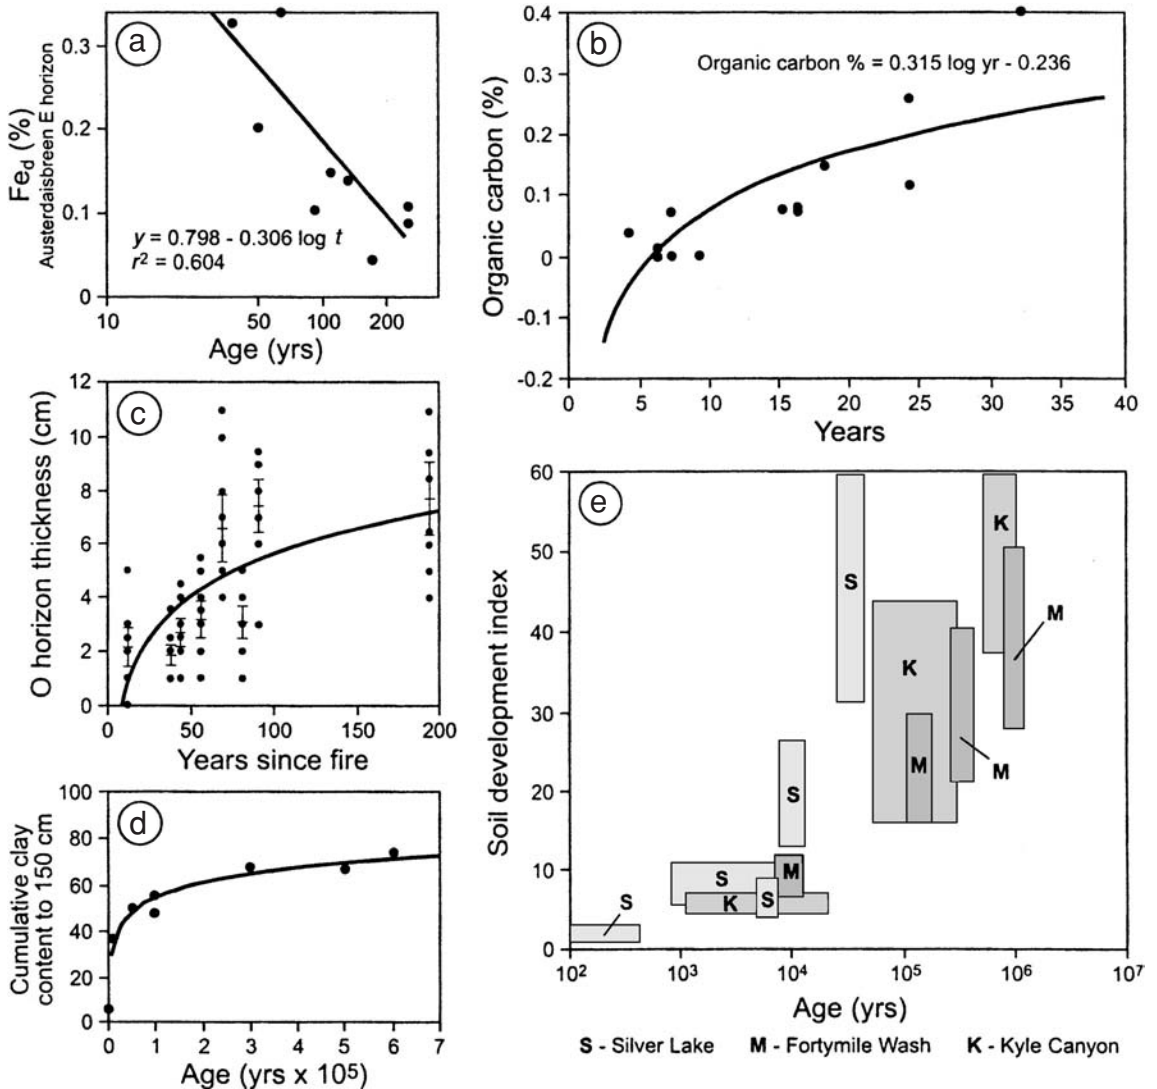 a
Fe_d (%)
Austerdaisbreen E horizon
0.3
0.2
0.1
0
y = 0.798 - 0.306 log t
r² = 0.604
10
50
100
200
Age (yrs)
b
Organic carbon (%)
0.4
0.3
0.2
0.1
0
-0.1
-0.2
Organic carbon % = 0.315 log yr - 0.236
0
5
10
15
20
25
30
35
40
Years
c
O horizon thickness (cm)
12
10
8
6
4
2
0
0
50
100
150
200
Years since fire
d
Cumulative clay
content to 150 cm
100
80
60
40
20
0
0
1
2
3
4
5
6
7
Age (yrs x 10⁵)
e
Soil development index
60
50
40
30
20
10
0
S
S
K
S
M
S
S
K
M
M
K
M
10²
10³
10⁴
10⁵
10⁶
10⁷
Age (yrs)
S - Silver Lake
M - Fortymile Wash
K - Kyle Canyon